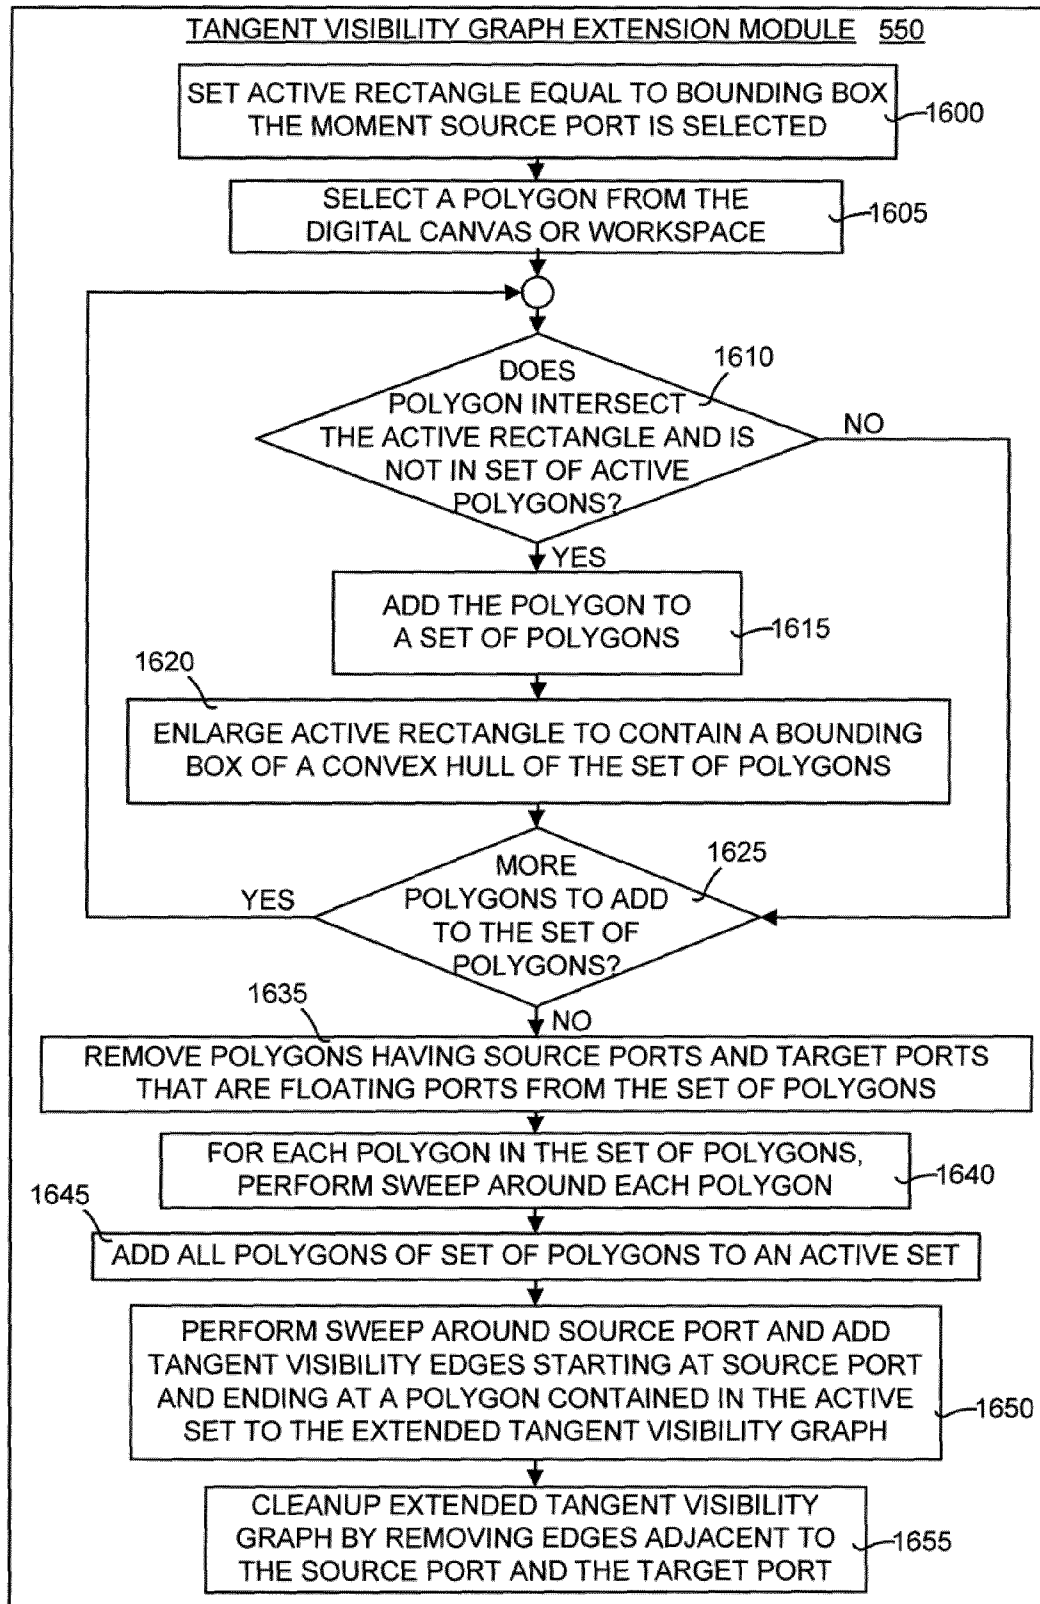 TANGENT VISIBILITY GRAPH EXTENSION MODULE 550
SET ACTIVE RECTANGLE EQUAL TO BOUNDING BOX
THE MOMENT SOURCE PORT IS SELECTED
1600
SELECT A POLYGON FROM THE
DIGITAL CANVAS OR WORKSPACE
1605
1610
DOES
POLYGON INTERSECT
THE ACTIVE RECTANGLE AND IS
NOT IN SET OF ACTIVE
POLYGONS?
NO
YES
ADD THE POLYGON TO
A SET OF POLYGONS
1615
1620
ENLARGE ACTIVE RECTANGLE TO CONTAIN A BOUNDING
BOX OF A CONVEX HULL OF THE SET OF POLYGONS
1625
MORE
POLYGONS TO ADD
TO THE SET OF
POLYGONS?
YES
NO
1635
REMOVE POLYGONS HAVING SOURCE PORTS AND TARGET PORTS
THAT ARE FLOATING PORTS FROM THE SET OF POLYGONS
FOR EACH POLYGON IN THE SET OF POLYGONS,
PERFORM SWEEP AROUND EACH POLYGON
1640
1645
ADD ALL POLYGONS OF SET OF POLYGONS TO AN ACTIVE SET
PERFORM SWEEP AROUND SOURCE PORT AND ADD
TANGENT VISIBILITY EDGES STARTING AT SOURCE PORT
AND ENDING AT A POLYGON CONTAINED IN THE ACTIVE
SET TO THE EXTENDED TANGENT VISIBILITY GRAPH
1650
CLEANUP EXTENDED TANGENT VISIBILITY
GRAPH BY REMOVING EDGES ADJACENT TO
THE SOURCE PORT AND THE TARGET PORT
1655